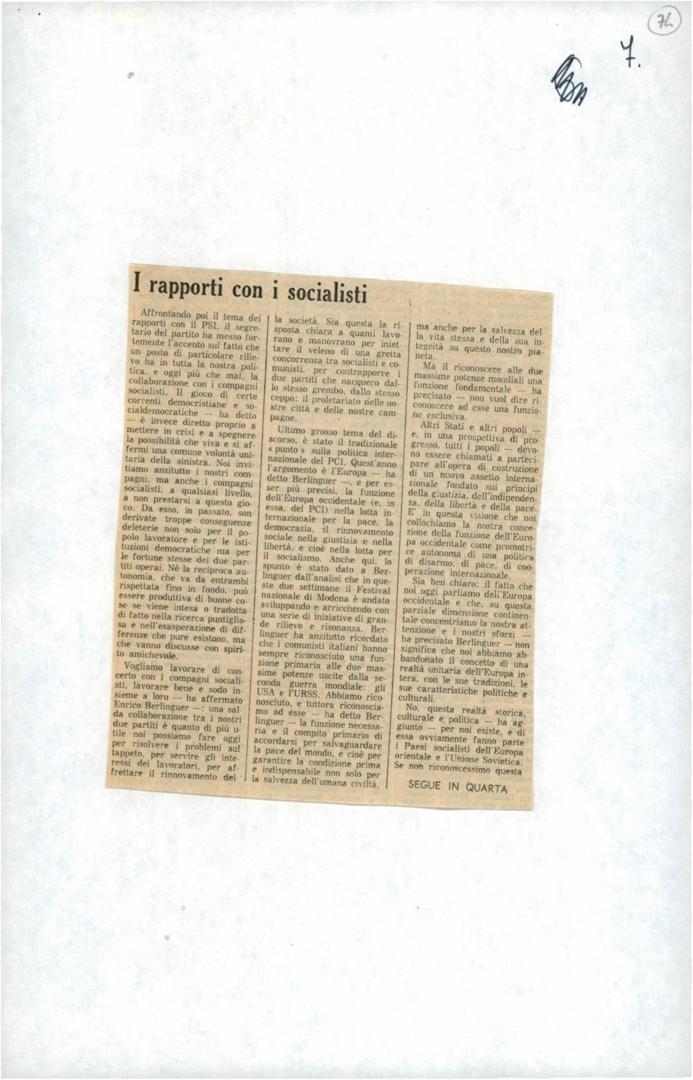 74
7.
I rapporti con i socialisti
Affrontando poi il tema dei
rapporti con il PSI, il segre-
tario del partito ha messo for-
temente l'accento sul fatto che
un posto di particolare rilie-
vo ha in tutta la nostra poli-
tica, e oggi più che mai, la
collaborazione con i compagni
socialisti. Il gioco di certe
correnti democristiane e so-
cialdemocratiche — ha detto
— è invece diretto proprio a
mettere in crisi e a spegnere
la possibilità che viva e si af-
fermi una comune volontà uni-
taria della sinistra. Noi invi-
tiamo anzitutto i nostri com-
pagni, ma anche i compagni
socialisti, a qualsiasi livello,
a non prestarsi a questo gio-
co. Da esso, in passato, son
derivate troppe conseguenze
deleterie non solo per il po-
polo lavoratore e per le isti-
tuzioni democratiche ma per
le fortune stesse dei due par-
titi operai. Nè la reciproca au-
tonomia, che va da entrambi
rispettata fino in fondo, può
essere produttiva di buone co-
se se viene intesa o tradotta
di fatto nella ricerca puntiglio-
sa e nell'esasperazione di dif-
ferenze che pure esistono, ma
che vanno discusse con spiri-
to amichevole.
Vogliamo lavorare di con-
certo con i compagni sociali-
sti, lavorare bene e sodo in-
sieme a loro — ha affermato
Enrico Berlinguer —: una sal-
da collaborazione tra i nostri
due partiti è quanto di più u-
tile noi possiamo fare oggi
per risolvere i problemi sul
tappeto, per servire gli inte-
ressi dei lavoratori, per af-
frettare il rinnovamento del-
la società. Sia questa la ri-
sposta chiara a quanti lavo-
rano e manovrano per iniet-
tare il veleno di una gretta
concorrenza tra socialisti e co-
munisti, per contrapporre i
due partiti che nacquero dal-
lo stesso grembo, dallo stesso
ceppo: il proletariato delle no-
stre città e delle nostre cam-
pagne.
Ultimo grosso tema del di-
scorso, è stato il tradizionale
« punto » sulla politica inter-
nazionale del PCI. Quest'anno
l'argomento è l'Europa — ha
detto Berlinguer —, e per es-
ser più precisi, la funzione
dell'Europa occidentale (e, in
essa, del PCI) nella lotta in-
ternazionale per la pace, la
democrazia, il rinnovamento
sociale nella giustizia e nella
libertà, e cioè nella lotta per
il socialismo. Anche qui, lo
spunto è stato dato a Ber-
linguer dall'analisi che in que-
ste due settimane il Festival
nazionale di Modena è andato
sviluppando e arricchendo con
una serie di iniziative di gran-
de rilievo e risonanza. Ber-
linguer ha anzitutto ricordato
che i comunisti italiani hanno
sempre riconosciuto una fun-
zione primaria alle due mas-
sime potenze uscite dalla se-
conda guerra mondiale: gli
USA e l'URSS. Abbiamo rico-
nosciuto, e tuttora riconoscia-
mo ad esse — ha detto Ber-
linguer — la funzione necessa-
ria e il compito primario di
accordarsi per salvaguardare
la pace del mondo, e cioè per
garantire la condizione prima
e indispensabile non solo per
la salvezza dell'umana civiltà,
ma anche per la salvezza del-
la vita stessa e della sua in-
tegrità su questo nostro pia-
neta.
Ma il riconoscere alle due
massime potenze mondiali una
funzione fondamentale — ha
precisato — non vuol dire ri-
conoscere ad esse una funzio-
ne esclusiva.
Altri Stati e altri popoli —
e, in una prospettiva di pro-
gresso, tutti i popoli — devo-
no essere chiamati a parteci-
pare all'opera di costruzione
di un nuovo assetto interna-
zionale fondato sui principi
della giustizia, dell'indipenden-
za, della libertà e della pace.
E' in questa visione che noi
collochiamo la nostra conce-
zione della funzione dell'Euro-
pa occidentale come promotri-
ce autonoma di una politica
di disarmo, di pace, di coo-
perazione internazionale.
Sia ben chiaro: il fatto che
noi oggi parliamo dell'Europa
occidentale e che, su questa
parziale dimensione continen-
tale concentriamo la nostra at-
tenzione e i nostri sforzi —
ha precisato Berlinguer — non
significa che noi abbiamo ab-
bandonato il concetto di una
realtà unitaria dell'Europa in-
tera, con le sue tradizioni, le
sue caratteristiche politiche e
culturali.
No, questa realtà storica,
culturale e politica — ha ag-
giunto — per noi esiste, e di
essa ovviamente fanno parte
i Paesi socialisti dell'Europa
orientale e l'Unione Sovietica.
Se non riconoscessimo questa
SEGUE IN QUARTA